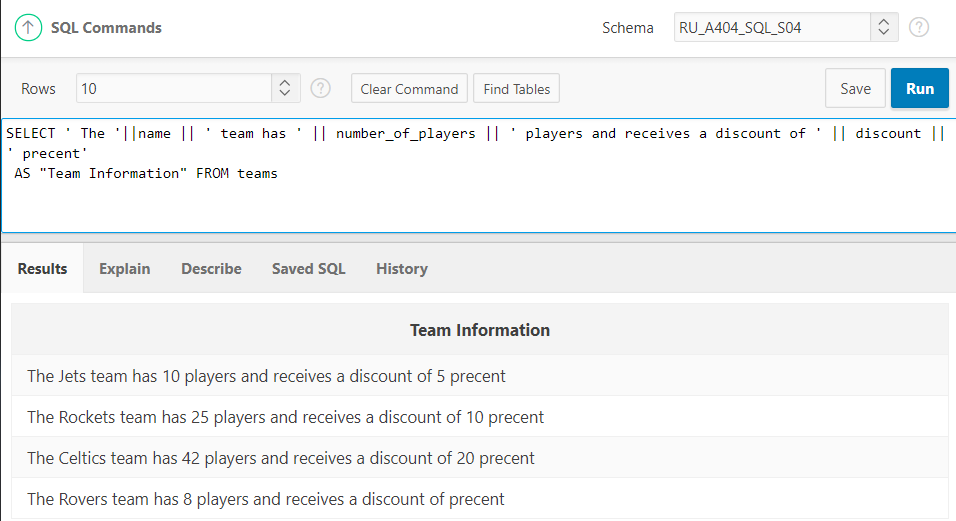 SQL Commands
Schema
RU_A404_SQL_S04
?
Rows
10
?
Clear Command
Find Tables
Save
Run
SELECT ' The '||name || ' team has ' || number_of_players || ' players and receives a discount of ' || discount ||
' precent'
AS "Team Information" FROM teams
Results
Explain
Describe
Saved SQL
History
Team Information
The Jets team has 10 players and receives a discount of 5 precent
The Rockets team has 25 players and receives a discount of 10 precent
The Celtics team has 42 players and receives a discount of 20 precent
The Rovers team has 8 players and receives a discount of precent